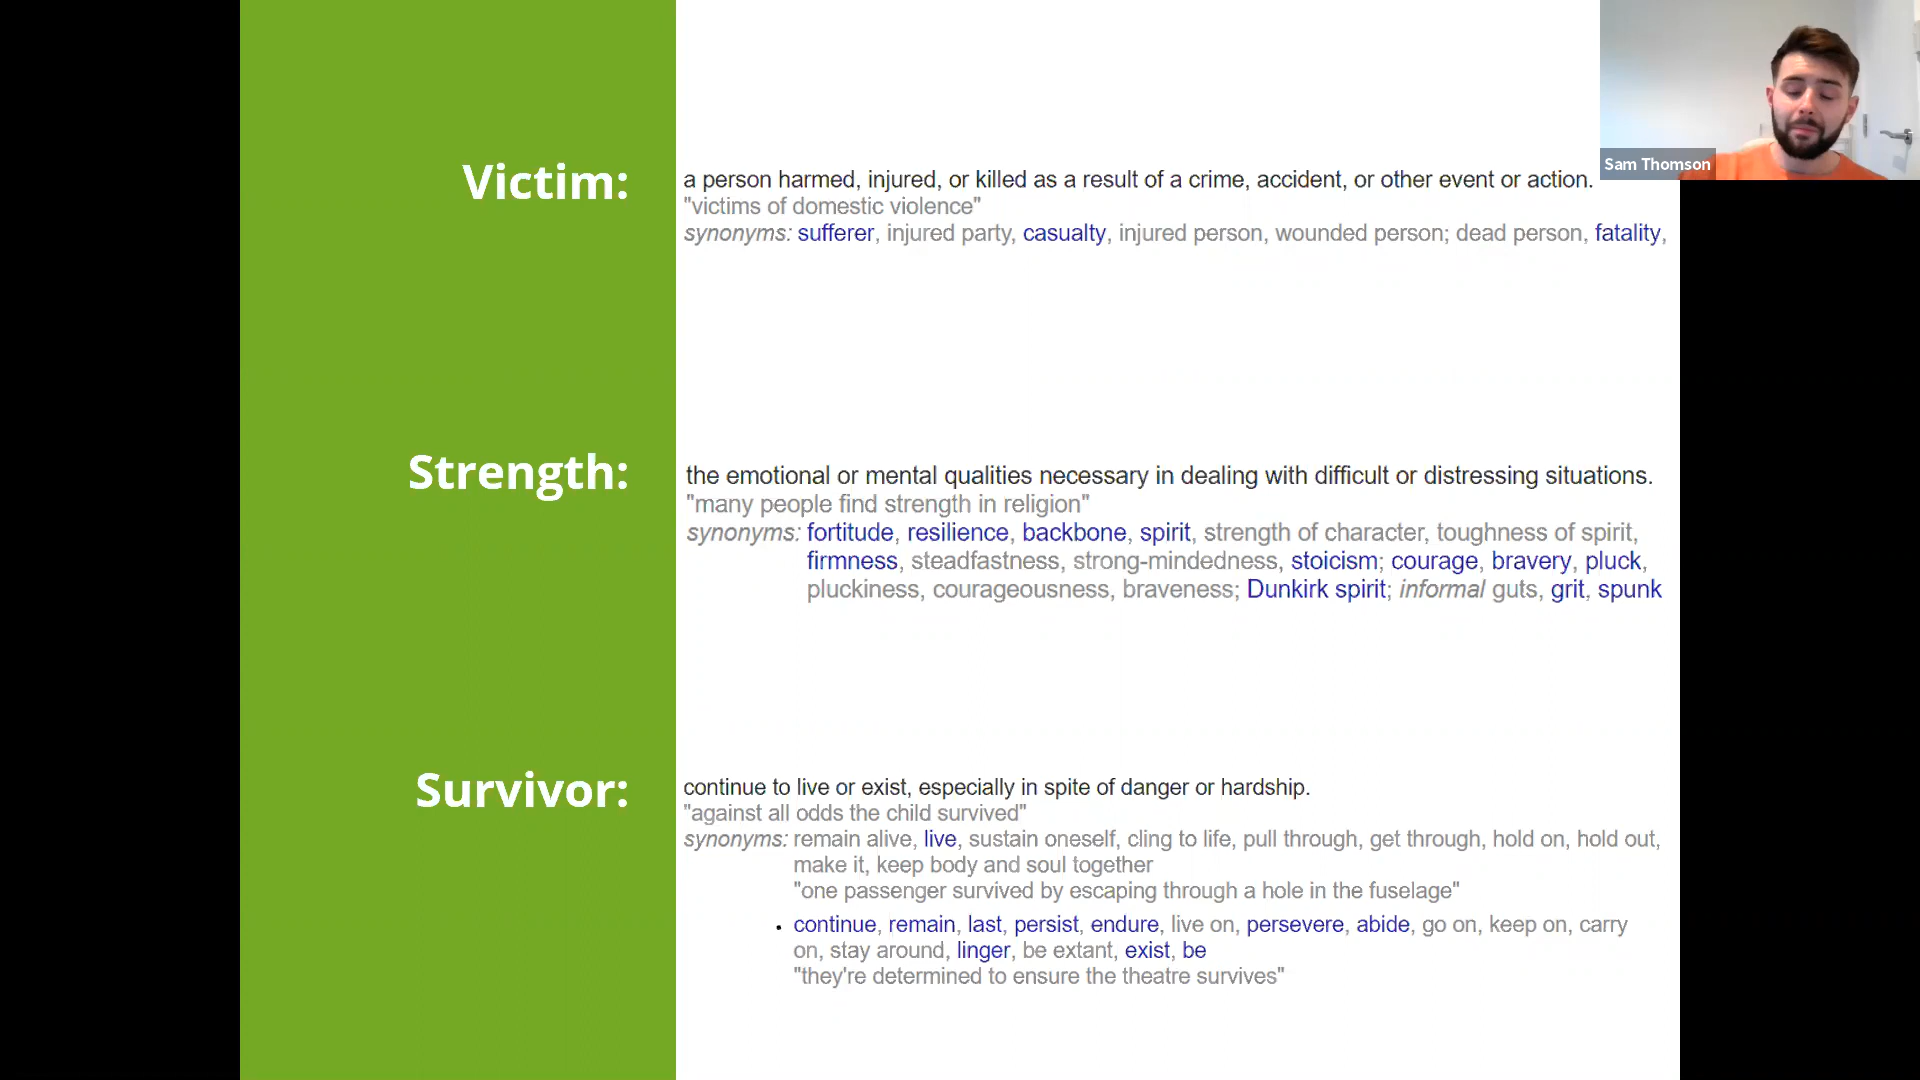 Sam Thomson
Victim:
a person harmed, injured, or killed as a result of a crime, accident, or other event or action.
"victims of domestic violence"
synonyms: sufferer, injured party, casualty, injured person, wounded person; dead person, fatality,
Strength:
the emotional or mental qualities necessary in dealing with difficult or distressing situations.
"many people find strength in religion"
synonyms: fortitude, resilience, backbone, spirit, strength of character, toughness of spirit,
firmness, steadfastness, strong-mindedness, stoicism; courage, bravery, pluck,
pluckiness, courageousness, braveness; Dunkirk spirit; informal guts, grit, spunk
Survivor:
continue to live or exist, especially in spite of danger or hardship.
"against all odds the child survived"
synonyms: remain alive, live, sustain oneself, cling to life, pull through, get through, hold on, hold out,
make it, keep body and soul together
"one passenger survived by escaping through a hole in the fuselage"
• continue, remain, last, persist, endure, live on, persevere, abide, go on, keep on, carry
on, stay around, linger, be extant, exist, be
"they're determined to ensure the theatre survives"